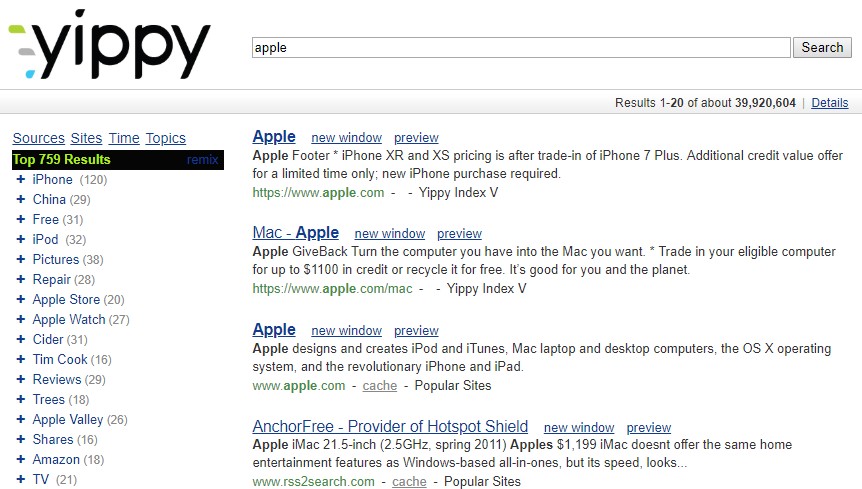 yippy
apple
Search
Results 1-20 of about 39,920,604 | Details
Sources Sites Time Topics
Top 759 Results remix
+ iPhone (120)
+ China (29)
+ Free (31)
+ iPod (32)
+ Pictures (38)
+ Repair (28)
+ Apple Store (20)
+ Apple Watch (27)
+ Cider (31)
+ Tim Cook (16)
+ Reviews (29)
+ Trees (18)
+ Apple Valley (26)
+ Shares (16)
+ Amazon (18)
+ TV (21)
Apple new window preview
Apple Footer * iPhone XR and XS pricing is after trade-in of iPhone 7 Plus. Additional credit value offer
for a limited time only; new iPhone purchase required.
https://www.apple.com - - Yippy Index V
Mac - Apple new window preview
Apple GiveBack Turn the computer you have into the Mac you want. * Trade in your eligible computer
for up to $1100 in credit or recycle it for free. It's good for you and the planet.
https://www.apple.com/mac - - Yippy Index V
Apple new window preview
Apple designs and creates iPod and iTunes, Mac laptop and desktop computers, the OS X operating
system, and the revolutionary iPhone and iPad.
www.apple.com - cache - Popular Sites
AnchorFree - Provider of Hotspot Shield new window preview
Apple iMac 21.5-inch (2.5GHz, spring 2011) Apples $1,199 iMac doesnt offer the same home
entertainment features as Windows-based all-in-ones, but its speed, looks...
www.rss2search.com - cache - Popular Sites